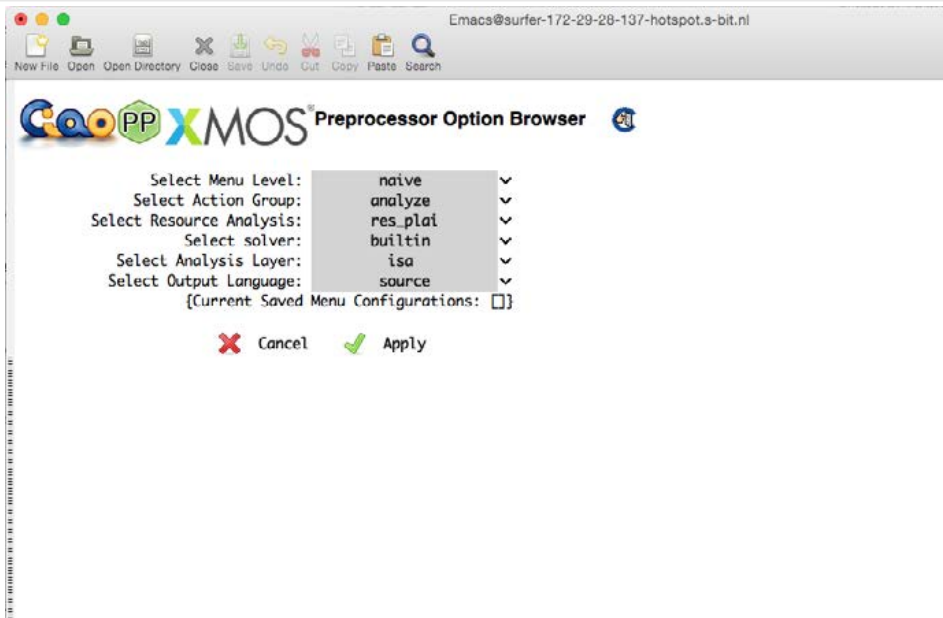 Emacs@surfer-172-29-28-137-hotspot.s-bit.nl
New File Open Open Directory Close Save Undo Cut Copy Paste Search
Ciao PP XMOS® Preprocessor Option Browser
Select Menu Level: naive
Select Action Group: analyze
Select Resource Analysis: res_plai
Select solver: builtin
Select Analysis Layer: isa
Select Output Language: source
{Current Saved Menu Configurations: []}
Cancel Apply